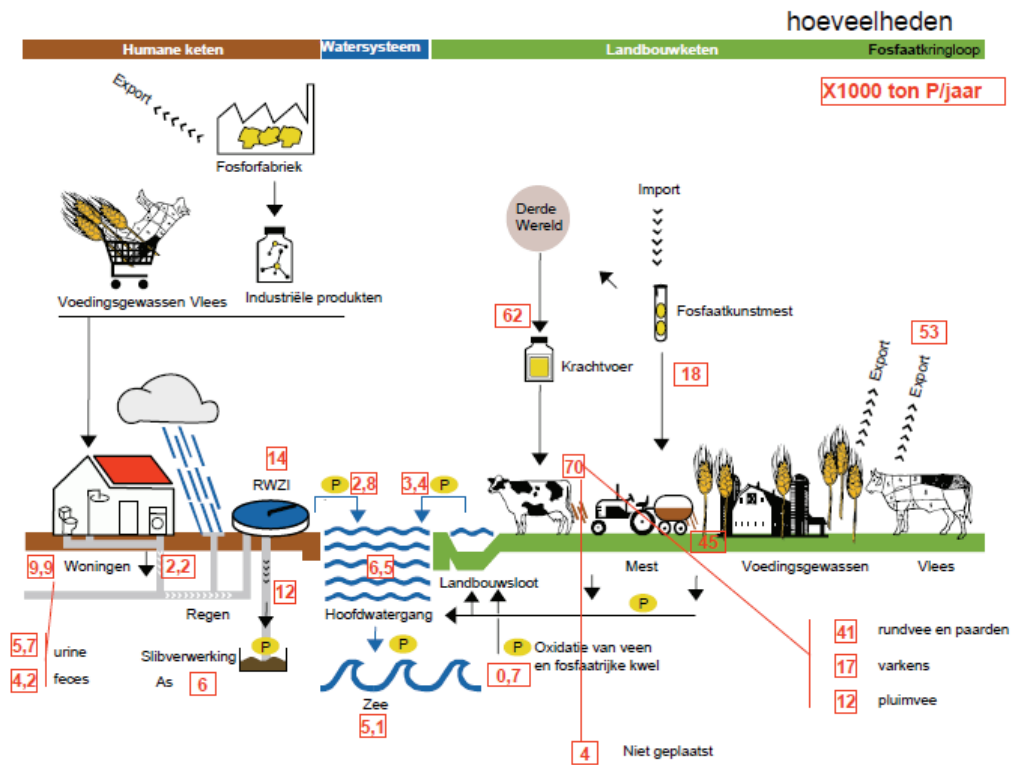 hoeveelheden
Humane keten
Watersysteem
Landbouwketen
Fosfaatkringloop
X1000 ton P/jaar
Export
Fosforfabriek
Import
Derde
Wereld
Voedingsgewassen Vlees
Industriële produkten
62
Fosfaatkunstmest
53
Krachtvoer
18
Export
Export
14
RWZI
P
2,8
3,4
P
70
45
9,9
Woningen
2,2
6,5
Landbouwsloot
Mest
Voedingsgewassen
Vlees
12
Regen
Hoofdwatergang
P
5,7
urine
4,2
feces
Slibverwerking
P
As
6
P
P
Oxidatie van veen
en fosfaatrijke kwel
0,7
41
rundvee en paarden
17
varkens
12
pluimvee
Zee
5,1
4
Niet geplaatst